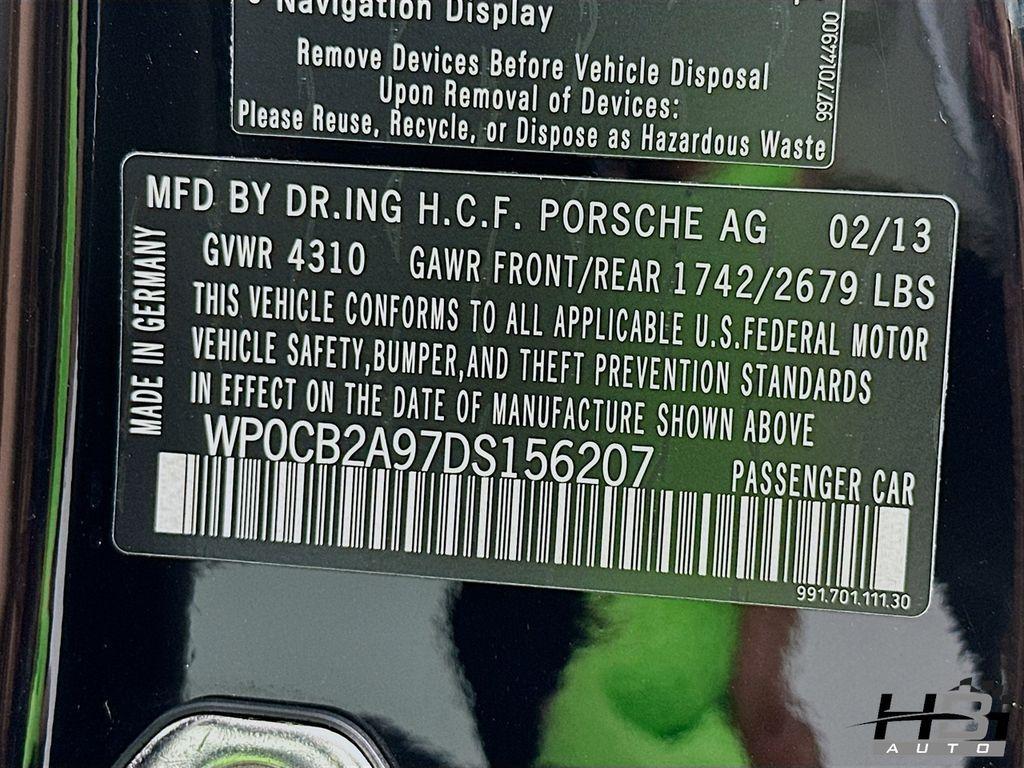 Navigation Display
Remove Devices Before Vehicle Disposal
Upon Removal of Devices:
Please Reuse, Recycle, or Dispose as Hazardous Waste
997.701449.00
MFD BY DR.ING H.C.F. PORSCHE AG 02/13
GVWR 4310 GAWR FRONT/REAR 1742/2679 LBS
THIS VEHICLE CONFORMS TO ALL APPLICABLE U.S.FEDERAL MOTOR
VEHICLE SAFETY,BUMPER,AND THEFT PREVENTION STANDARDS
IN EFFECT ON THE DATE OF MANUFACTURE SHOWN ABOVE
MADE IN GERMANY
WP0CB2A97DS156207
PASSENGER CAR
991.701.111.30
AUTO